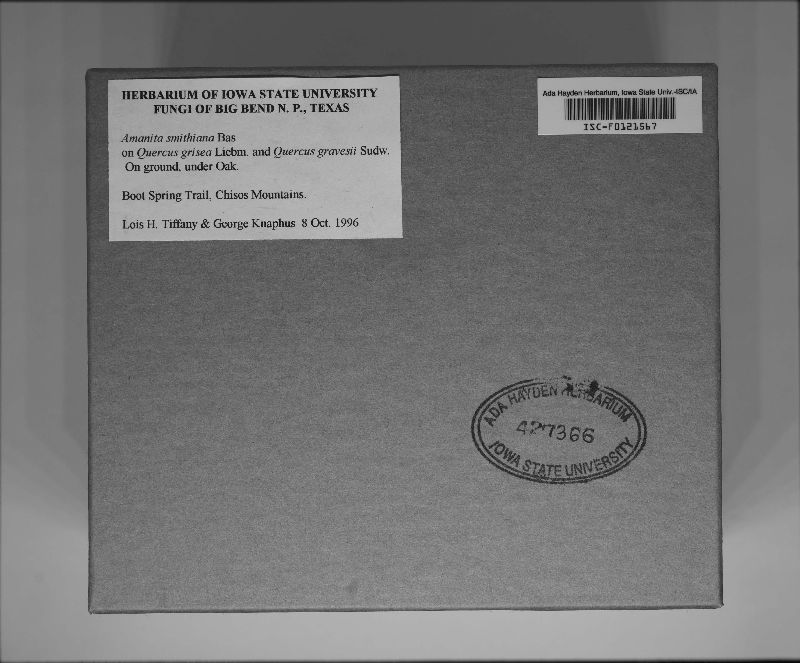 HERBARIUM OF IOWA STATE UNIVERSITY
FUNGI OF BIG BEND N. P., TEXAS
Amanita smithiana Bas
on Quercus grisea Liebm. and Quercus gravesii Sudw.
On ground, under Oak.
Boot Spring Trail, Chisos Mountains.
Lois H. Tiffany & George Knaphus 8 Oct. 1996
Ada Hayden Herbarium, Iowa State Univ.-ISC/IA
ISC-F0121567
ADA HAYDEN HERBARIUM
427366
IOWA STATE UNIVERSITY